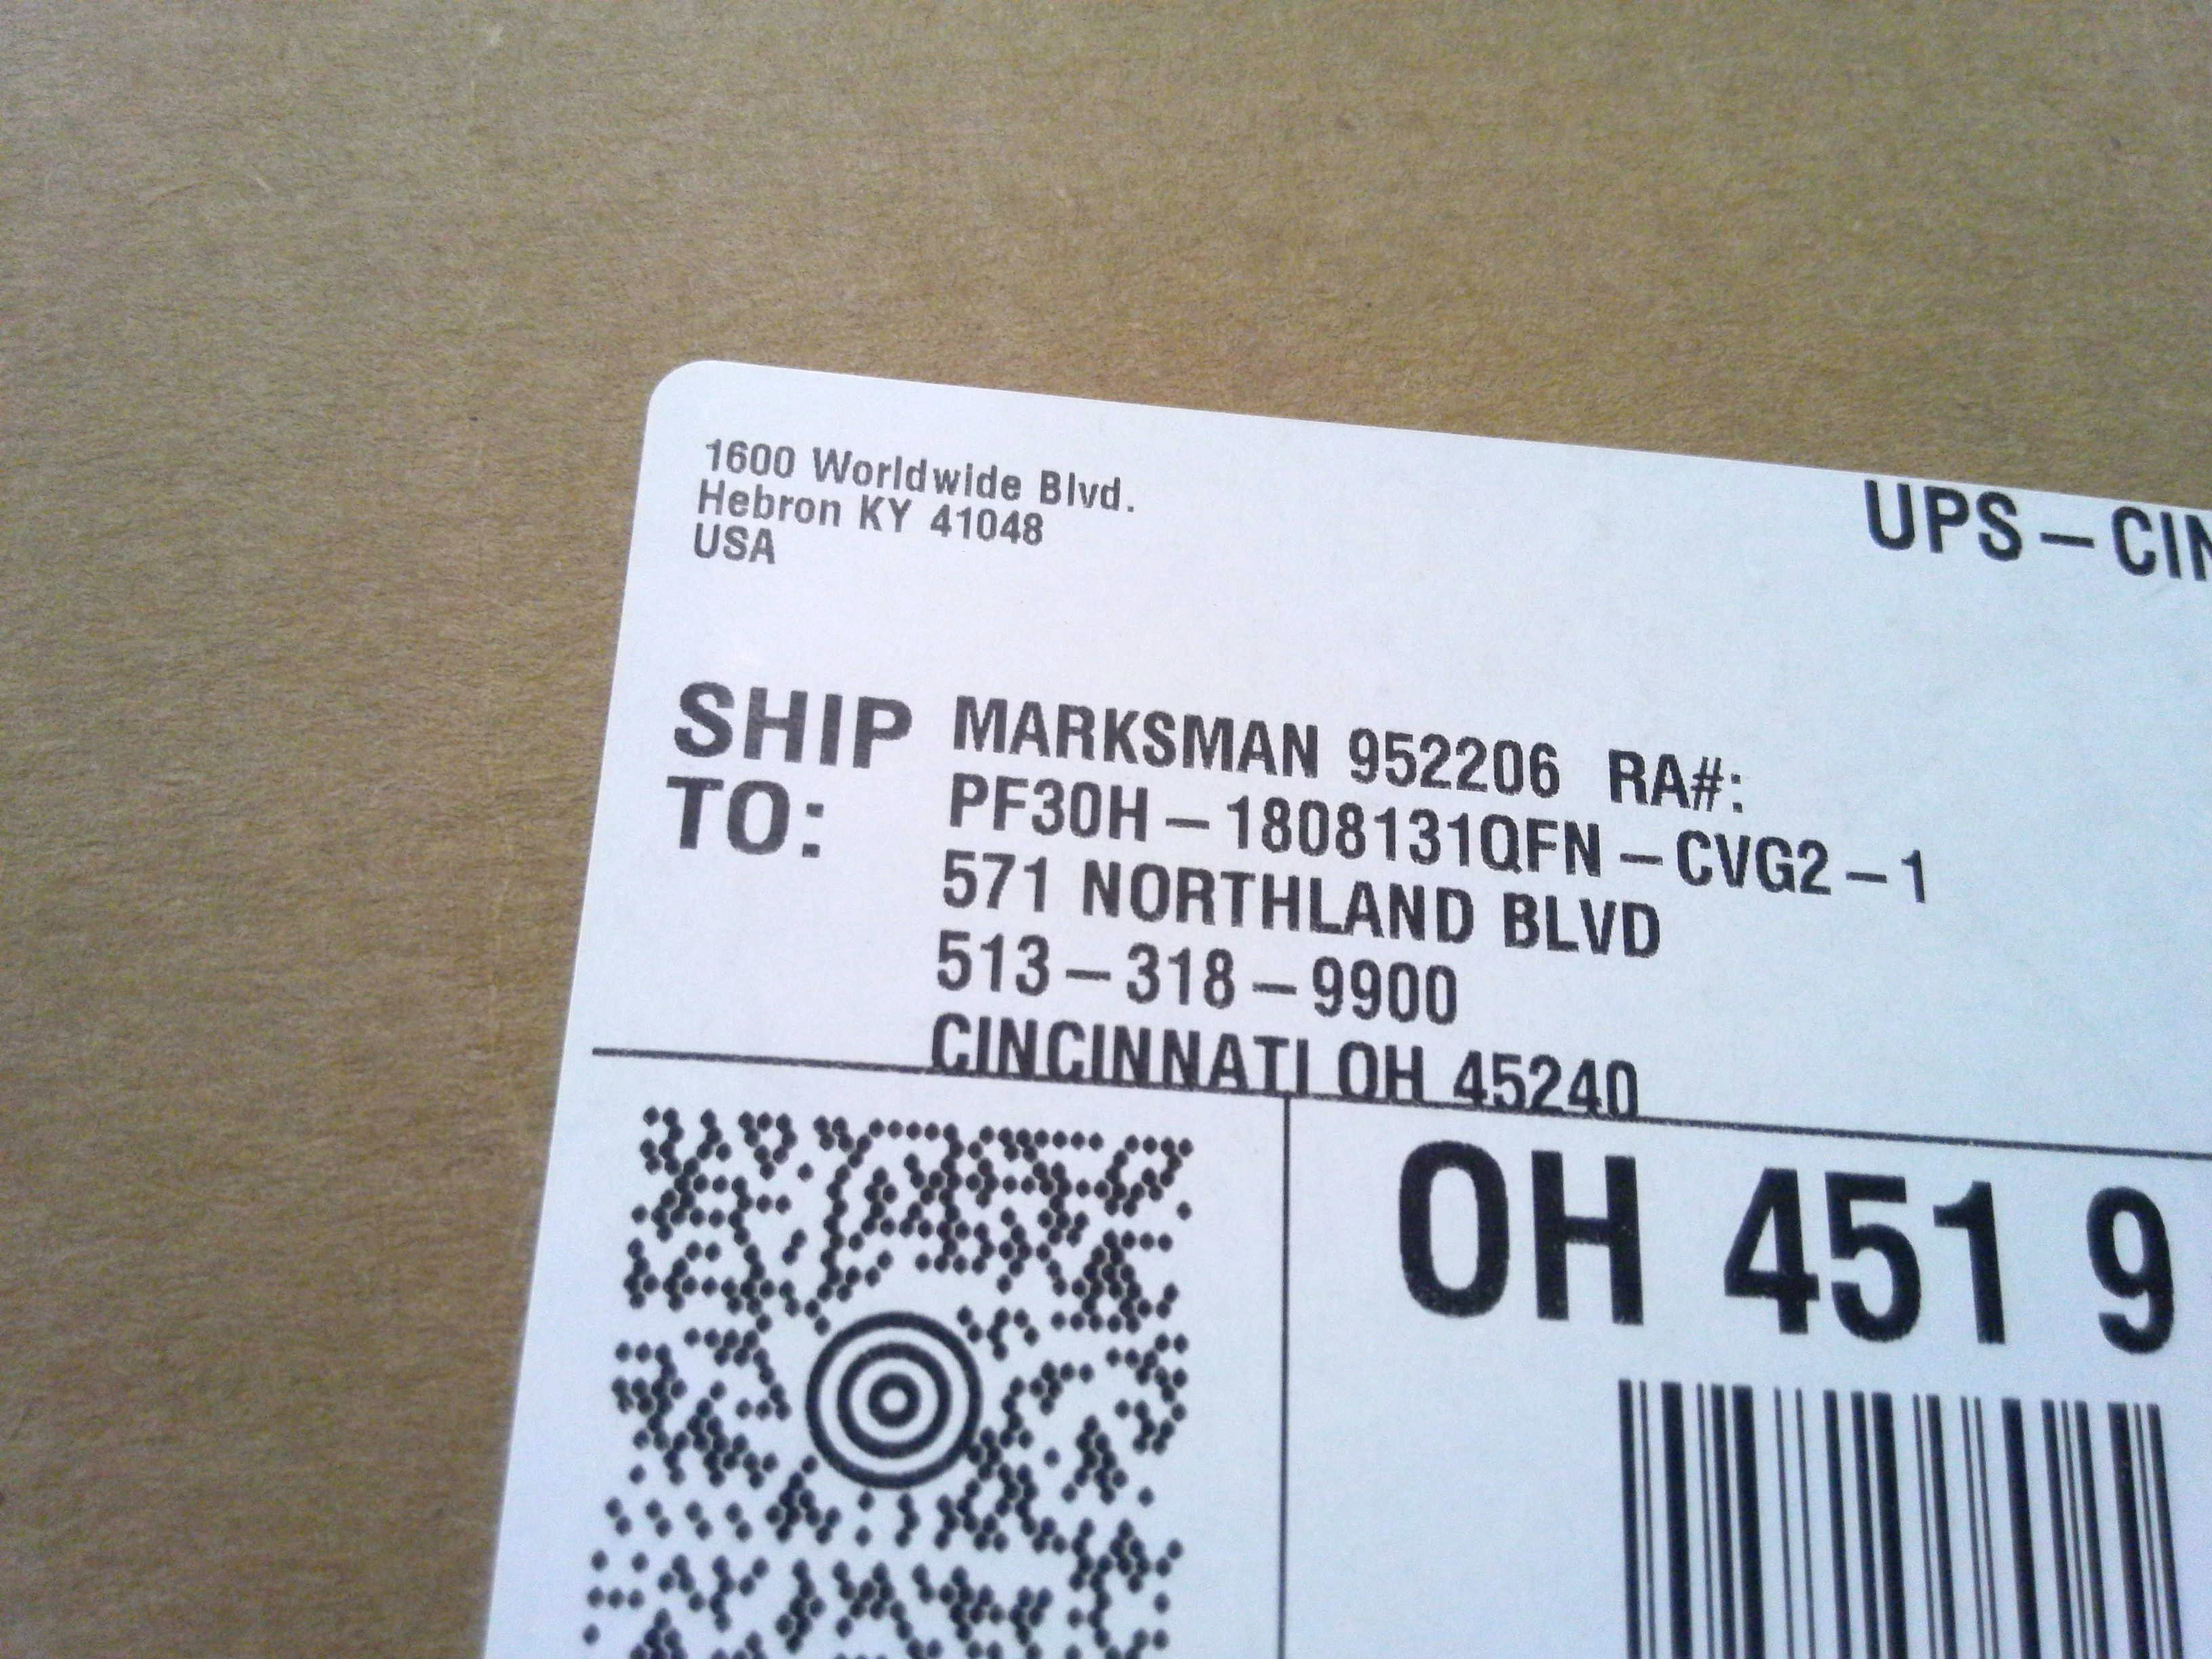 1600 Worldwide Blvd.
Hebron KY 41048
USA
UPS-CIN
SHIP TO:
MARKSMAN 952206 RA#:
PF30H-1808131QFN-CVG2-1
571 NORTHLAND BLVD
513-318-9900
CINCINNATI OH 45240
OH 451 9